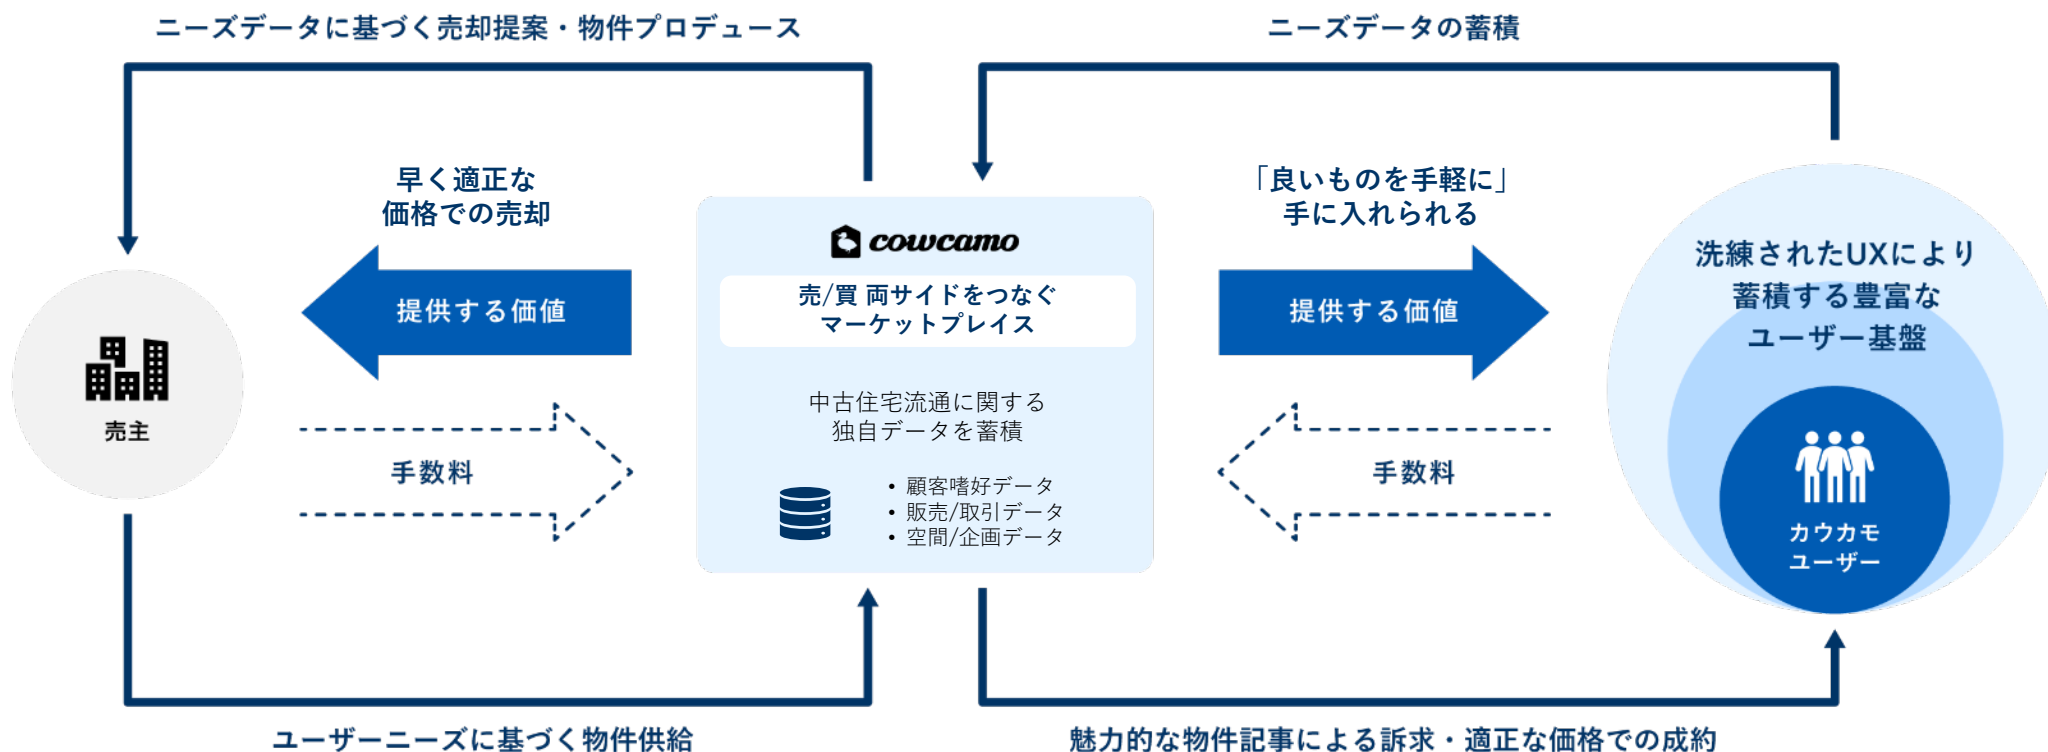 ニーズデータに基づく売却提案・物件プロデュース
ニーズデータの蓄積
早く適正な
価格での売却
提供する価値
手数料
売主
cowcamo
売/買 両サイドをつなぐ
マーケットプレイス
中古住宅流通に関する
独自データを蓄積
• 顧客嗜好データ
• 販売/取引データ
• 空間/企画データ
「良いものを手軽に」
手に入れられる
提供する価値
手数料
洗練されたUXにより
蓄積する豊富な
ユーザー基盤
カウカモ
ユーザー
ユーザーニーズに基づく物件供給
魅力的な物件記事による訴求・適正な価格での成約